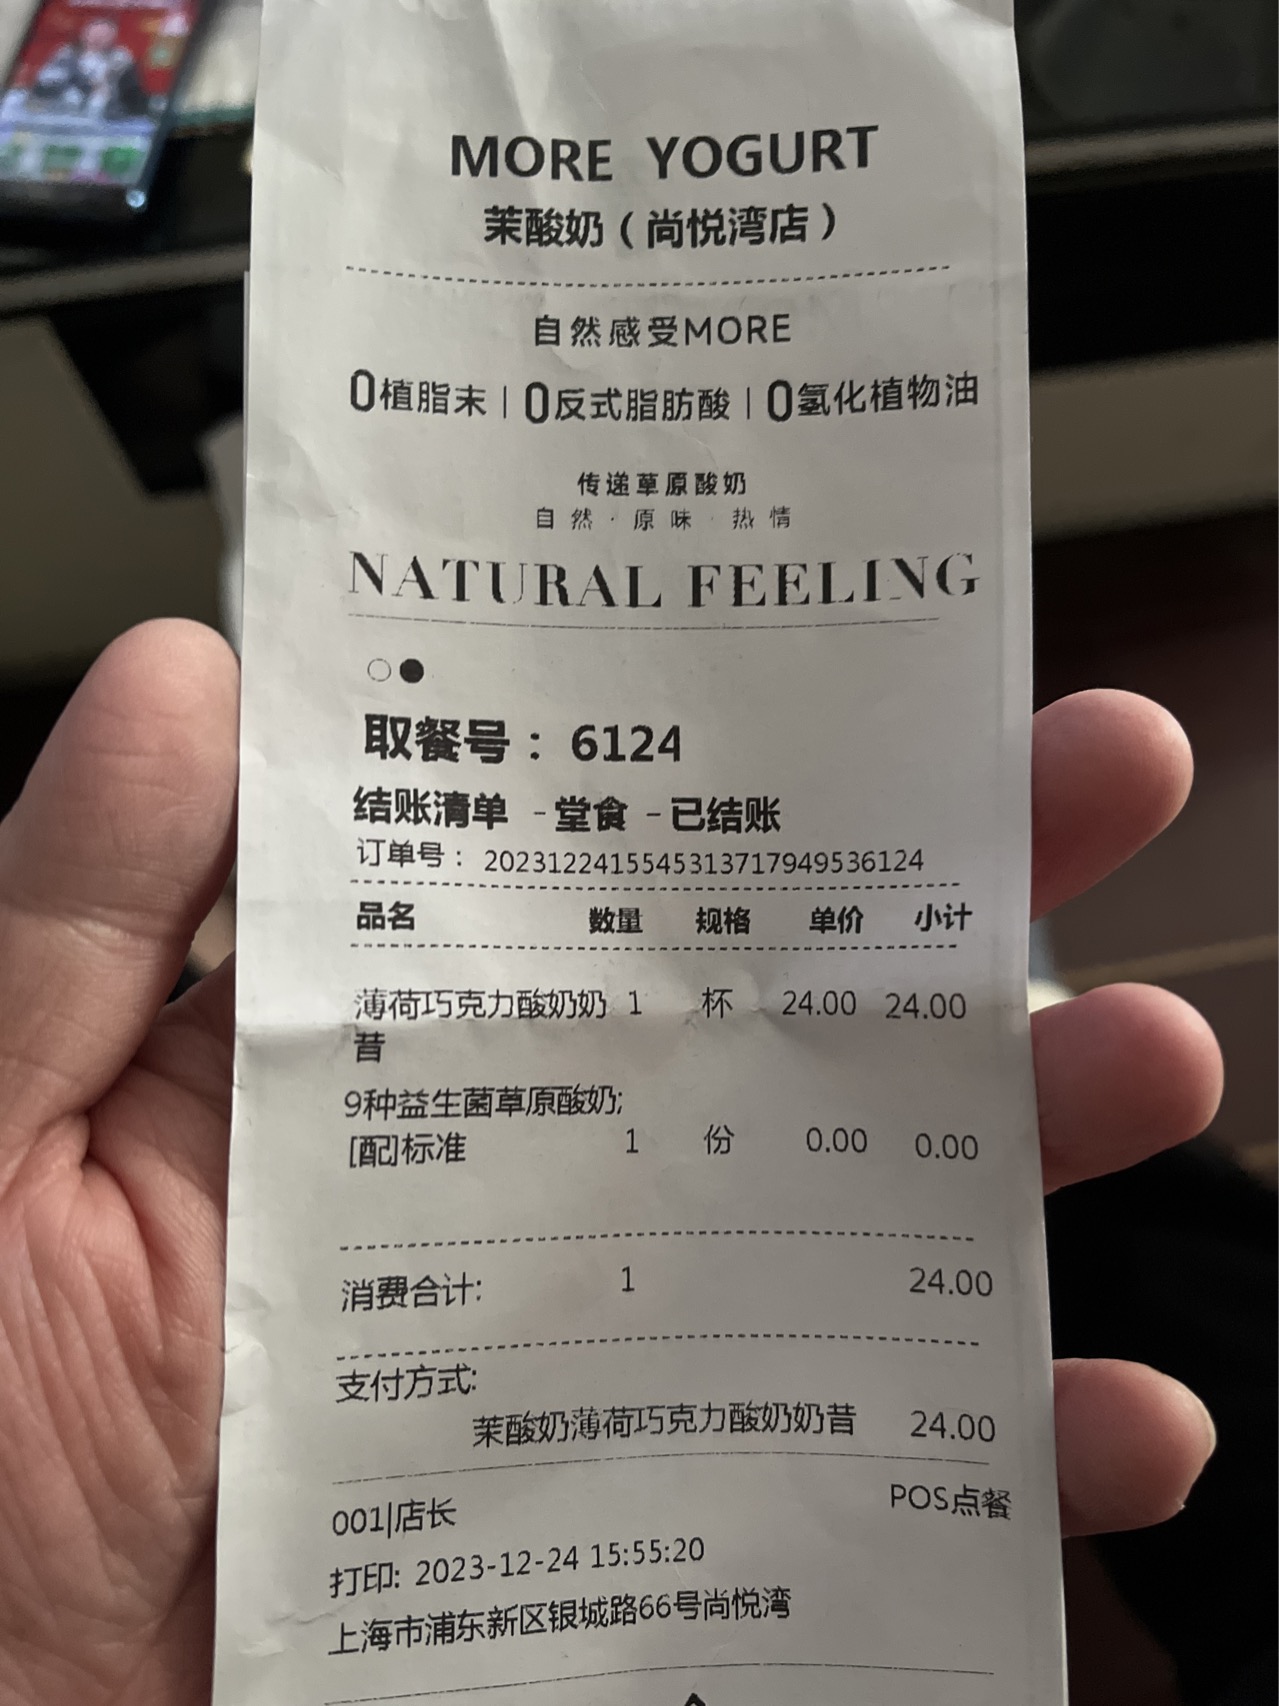 MORE YOGURT
茉酸奶（尚悦湾店）
自然感受MORE
0植脂末 | 0反式脂肪酸 | 0氢化植物油
传递草原酸奶
自然·原味·热情
NATURAL FEELING
取餐号：6124
结账清单 -堂食 -已结账
订单号：20231224155453137179495​36124
品名 数量 规格 单价 小计
薄荷巧克力酸奶奶 1 杯 24.00 24.00
昔
9种益生菌草原酸奶;
[配]标准 1 份 0.00 0.00
消费合计: 1 24.00
支付方式:
茉酸奶薄荷巧克力酸奶奶昔 24.00
POS点餐
001|店长
打印: 2023-12-24 15:55:20
上海市浦东新区银城路66号尚悦湾